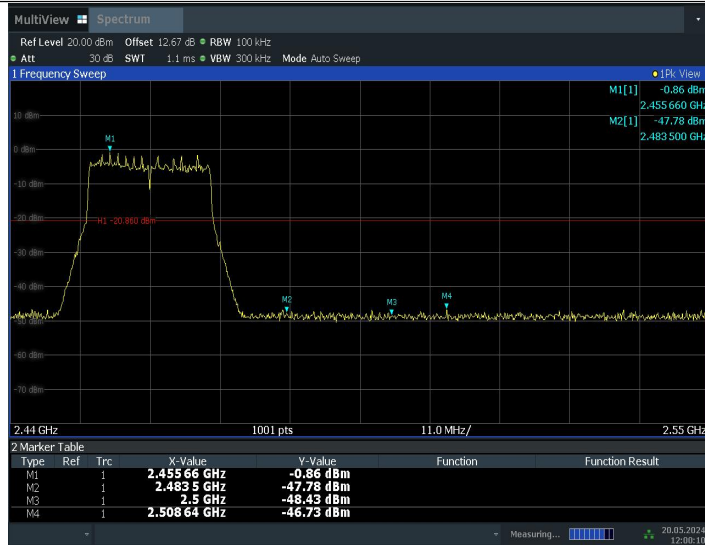 MultiView Spectrum
Ref Level 20.00 dBm Offset 12.67 dB RBW 100 kHz
Att 30 dB SWT 1.1 ms VBW 300 kHz Mode Auto Sweep
1 Frequency Sweep 1Pk View
M1[1] -0.86 dBm
2.455 660 GHz
M2[1] -47.78 dBm
2.483 500 GHz
10 dBm
M1
0 dBm
-10 dBm
-20 dBm
H1 -20.860 dBm
-30 dBm
-40 dBm
M2 M3 M4
-50 dBm
-60 dBm
-70 dBm
2.44 GHz 1001 pts 11.0 MHz/ 2.55 GHz
2 Marker Table
Type Ref Trc X-Value Y-Value Function Function Result
M1 1 2.455 66 GHz -0.86 dBm
M2 1 2.483 5 GHz -47.78 dBm
M3 1 2.5 GHz -48.43 dBm
M4 1 2.508 64 GHz -46.73 dBm
Measuring... 20.05.2024
12:00:10